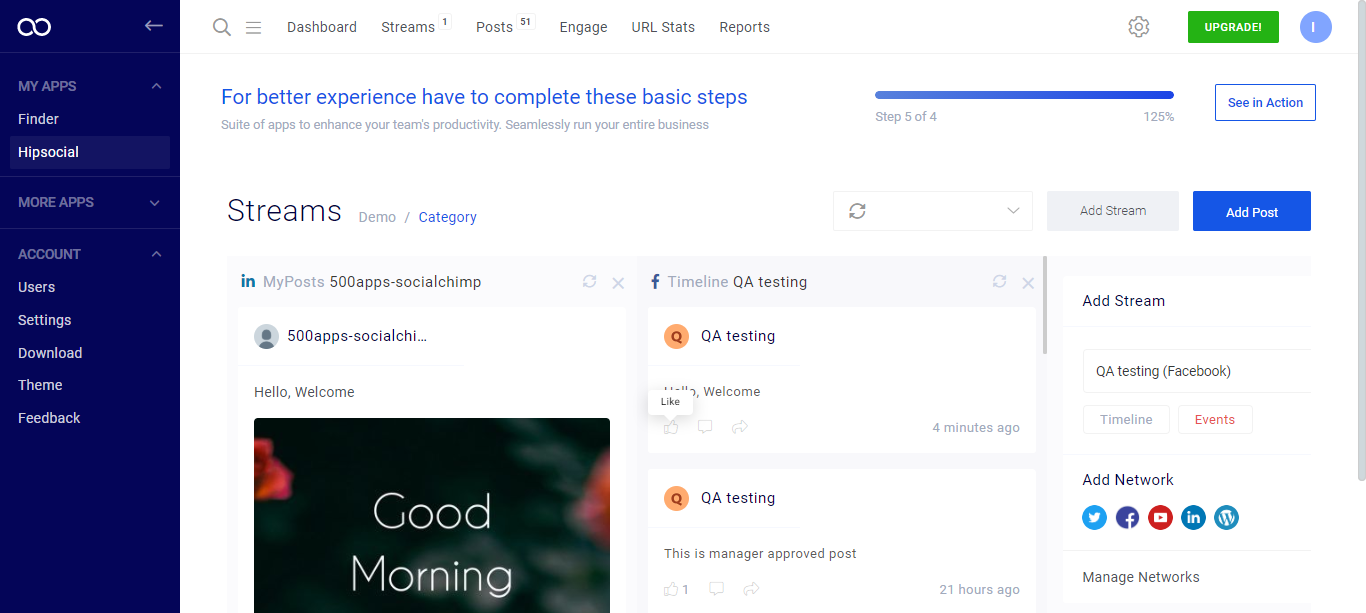 Dashboard Streams 1 Posts 51 Engage URL Stats Reports UPGRADE! I
MY APPS
Finder
Hipsocial
MORE APPS
ACCOUNT
Users
Settings
Download
Theme
Feedback
For better experience have to complete these basic steps
Suite of apps to enhance your team's productivity. Seamlessly run your entire business
Step 5 of 4 125%
See in Action
Streams Demo / Category
Add Stream
Add Post
in MyPosts 500apps-socialchimp
500apps-socialchi...
Hello, Welcome
Good
Morning
f Timeline QA testing
Q QA testing
Hello, Welcome
Like
4 minutes ago
Q QA testing
This is manager approved post
1 21 hours ago
Add Stream
QA testing (Facebook)
Timeline Events
Add Network
Manage Networks